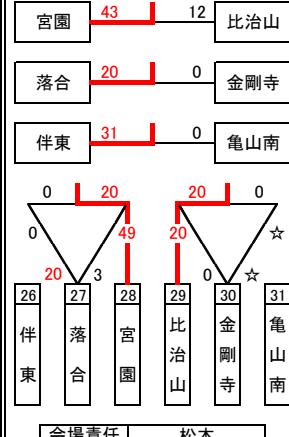 宮園 43 12 比治山
落合 20 0 金剛寺
伴東 31 0 亀山南
0 20 20 0
0 49 20 ☆
20 3 0 ☆
26 27 28 29 30 31
伴東
落合
宮園
比治山
金剛寺
亀山南
会場責任 松本